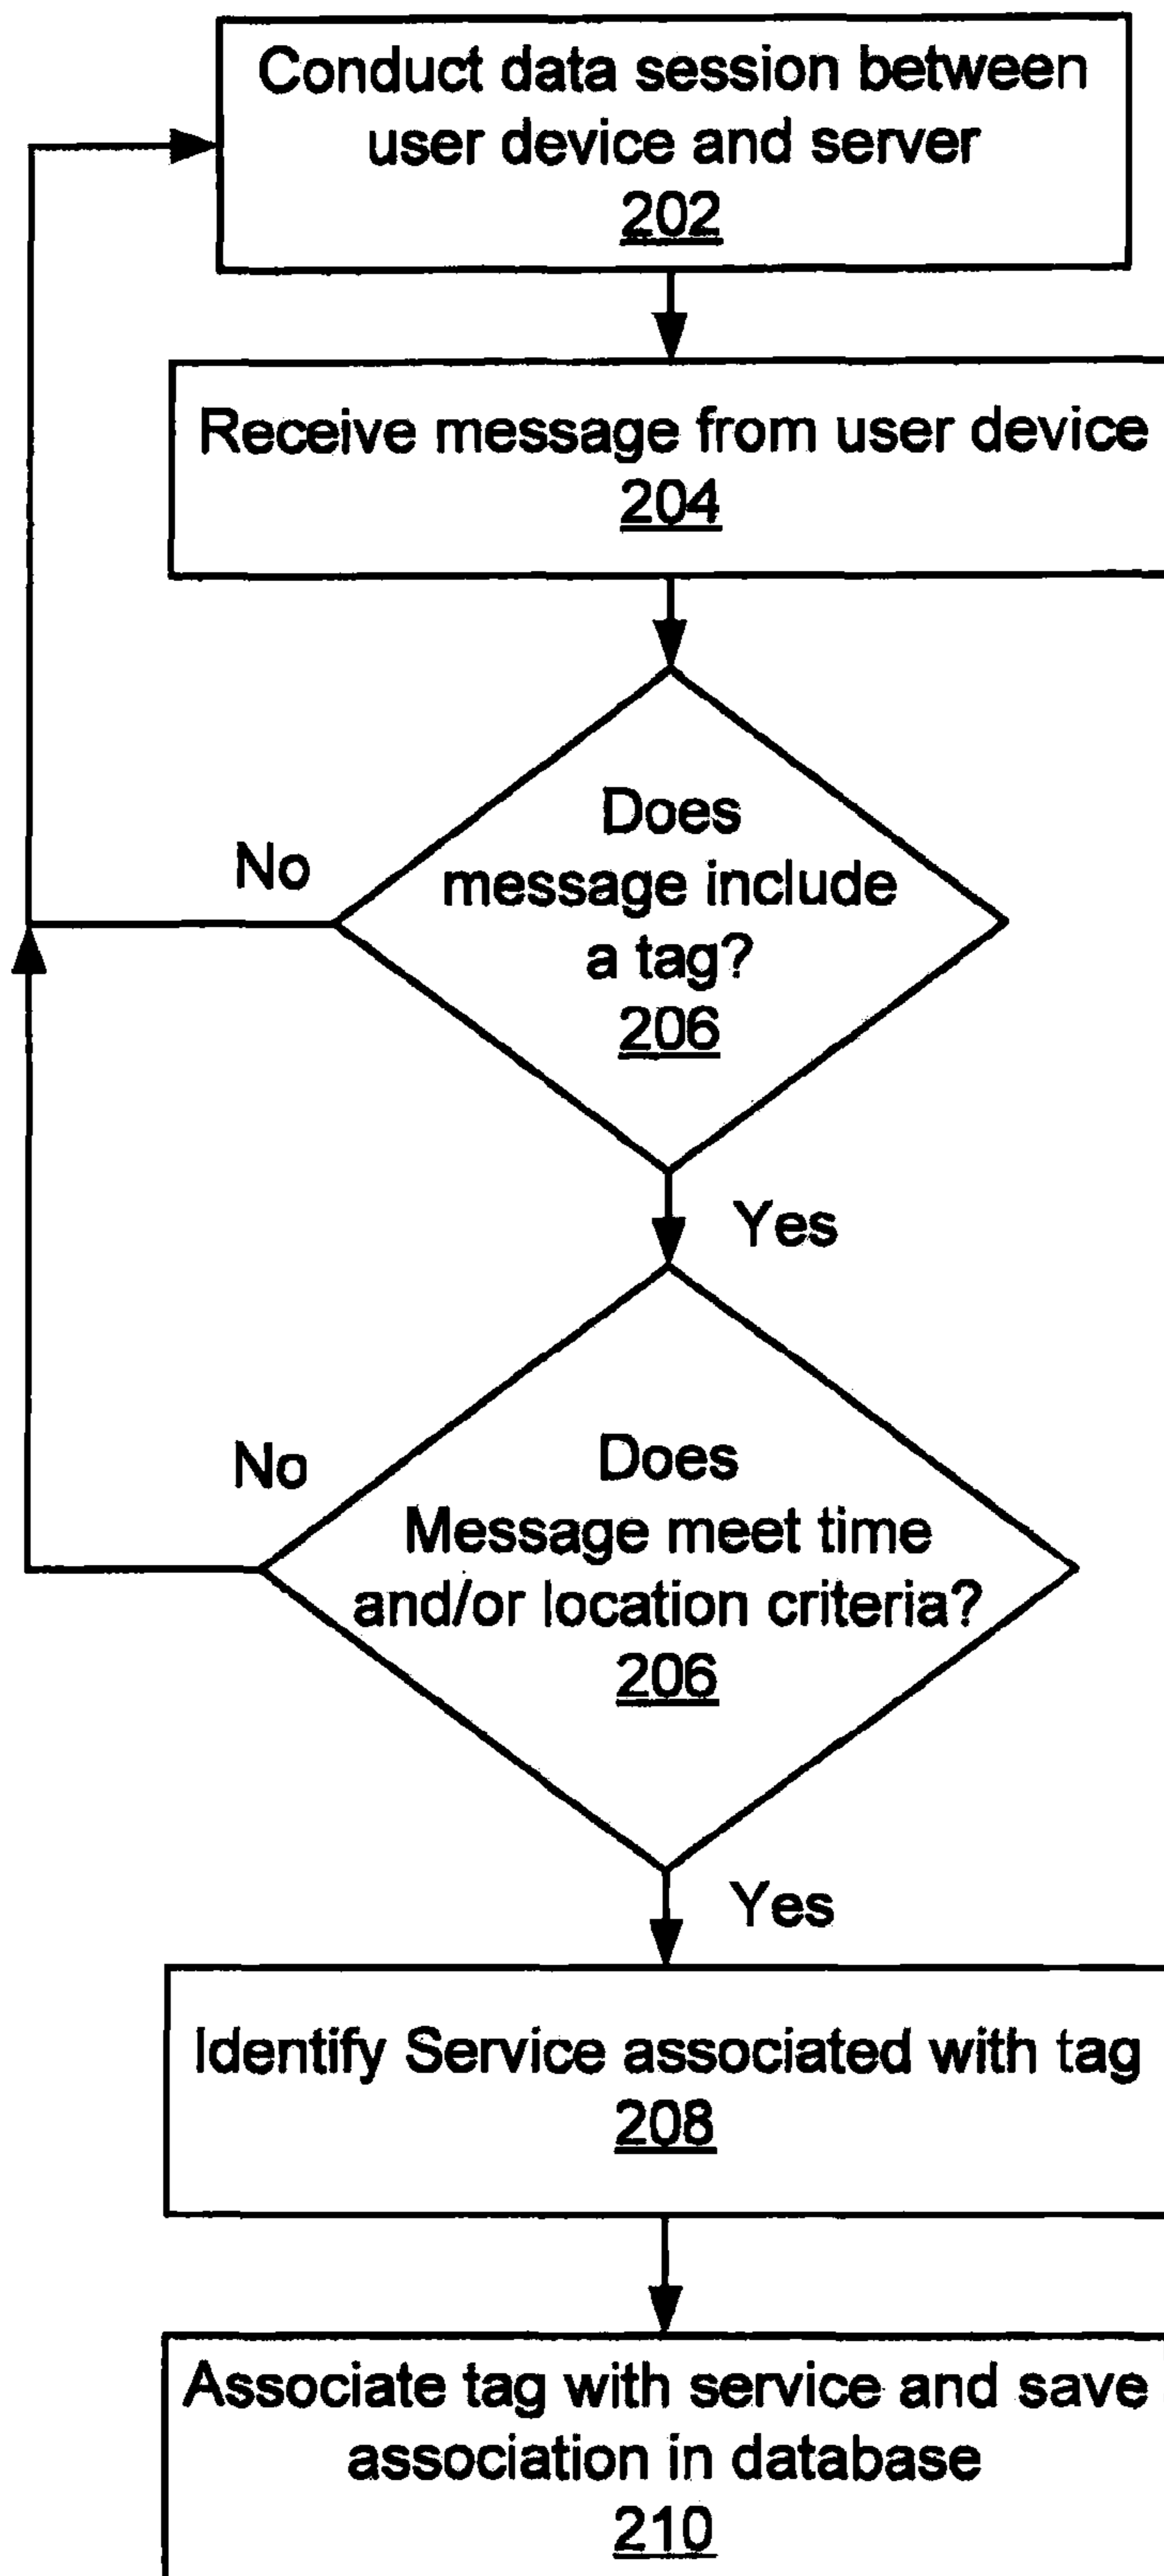 Conduct data session between
user device and server
202
Receive message from user device
204
Does
message include
a tag?
206
No
Yes
Does
Message meet time
and/or location criteria?
206
No
Yes
Identify Service associated with tag
208
Associate tag with service and save
association in database
210